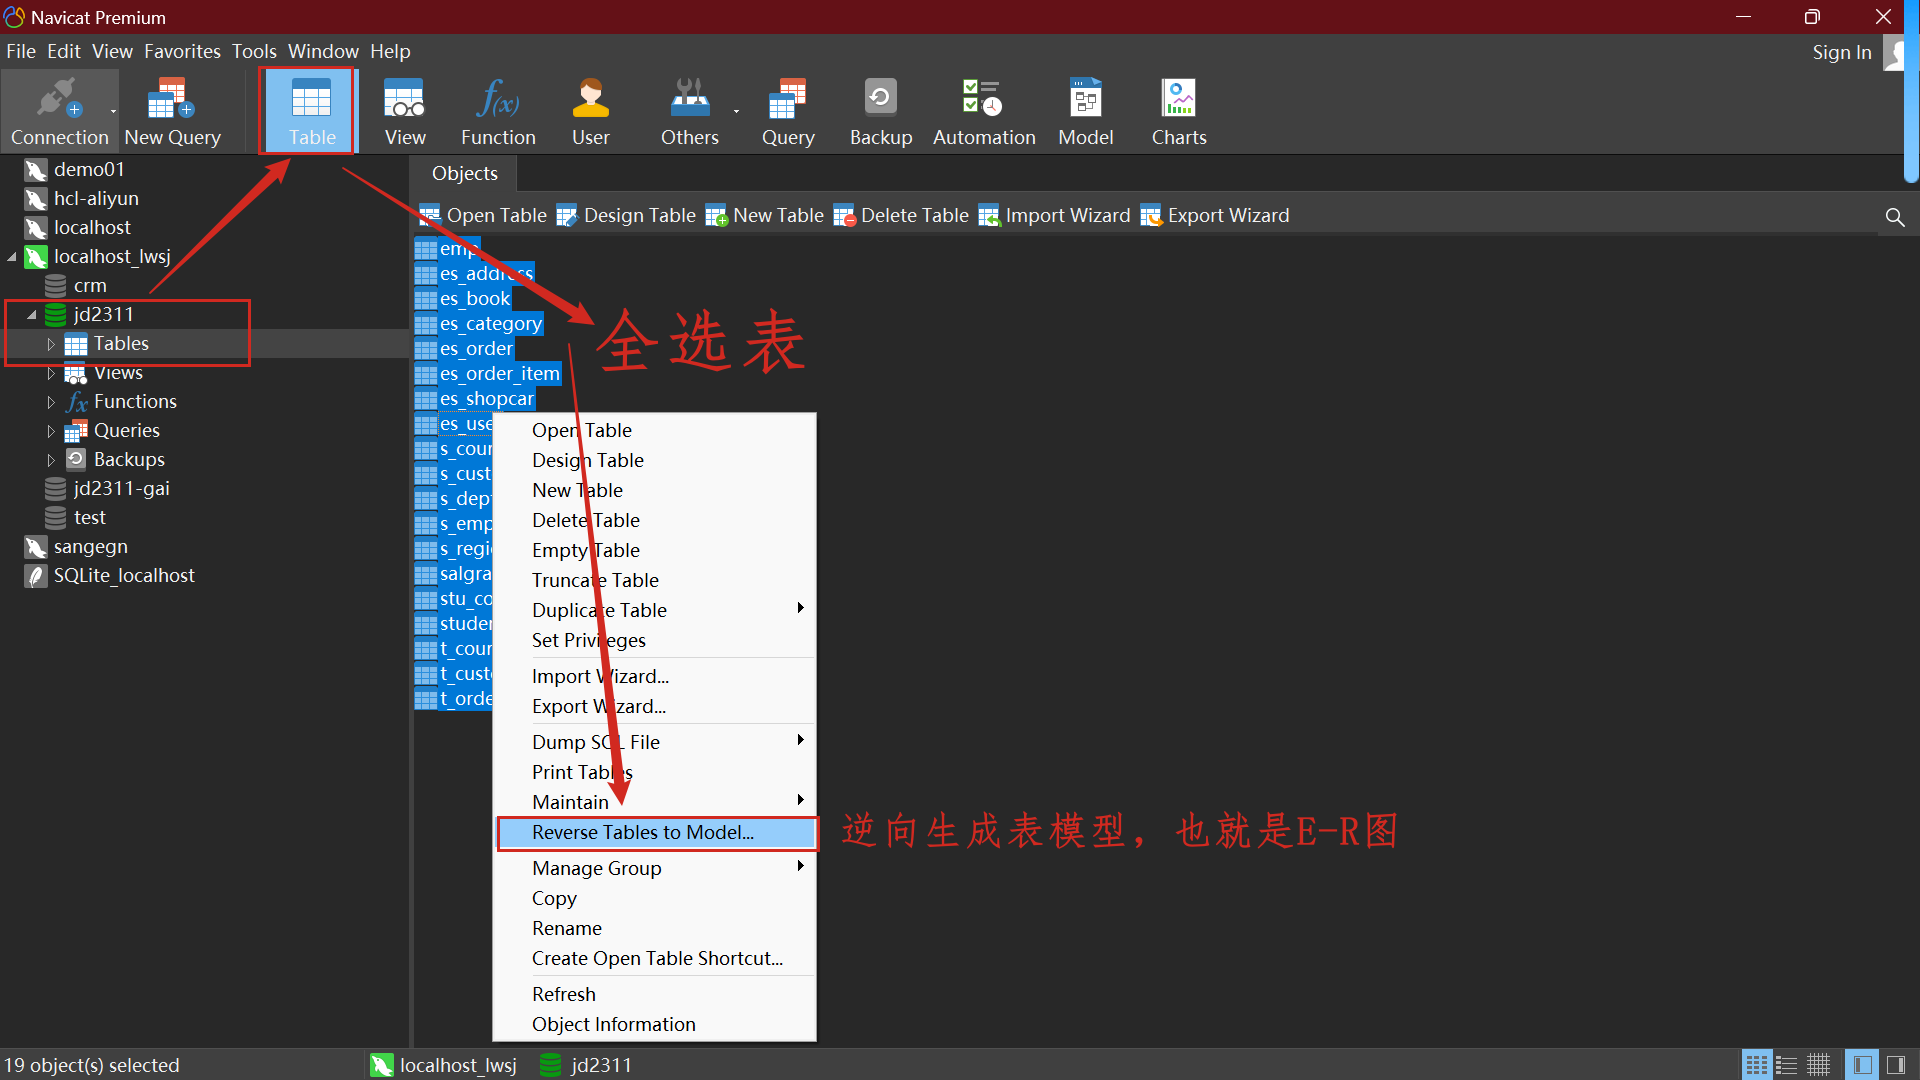 Navicat Premium
File Edit View Favorites Tools Window Help
Sign In
Connection
New Query
Table
View
Function
User
Others
Query
Backup
Automation
Model
Charts
demo01
hcl-aliyun
localhost
localhost_lwsj
crm
jd2311
Tables
Views
Functions
Queries
Backups
jd2311-gai
test
sangegn
SQLite_localhost
Objects
Open Table
Design Table
New Table
Delete Table
Import Wizard
Export Wizard
emp
es_address
es_book
es_category
es_order
es_order_item
es_shopcar
es_use
s_cour
s_cust
s_dept
s_emp
s_regi
salgra
stu_co
studen
t_cour
t_cust
t_orde
全选表
Open Table
Design Table
New Table
Delete Table
Empty Table
Truncate Table
Duplicate Table
Set Privileges
Import Wizard...
Export Wizard...
Dump SQL File
Print Tables
Maintain
Reverse Tables to Model...
Manage Group
Copy
Rename
Create Open Table Shortcut...
Refresh
Object Information
逆向生成表模型，也就是E-R图
19 object(s) selected
localhost_lwsj
jd2311